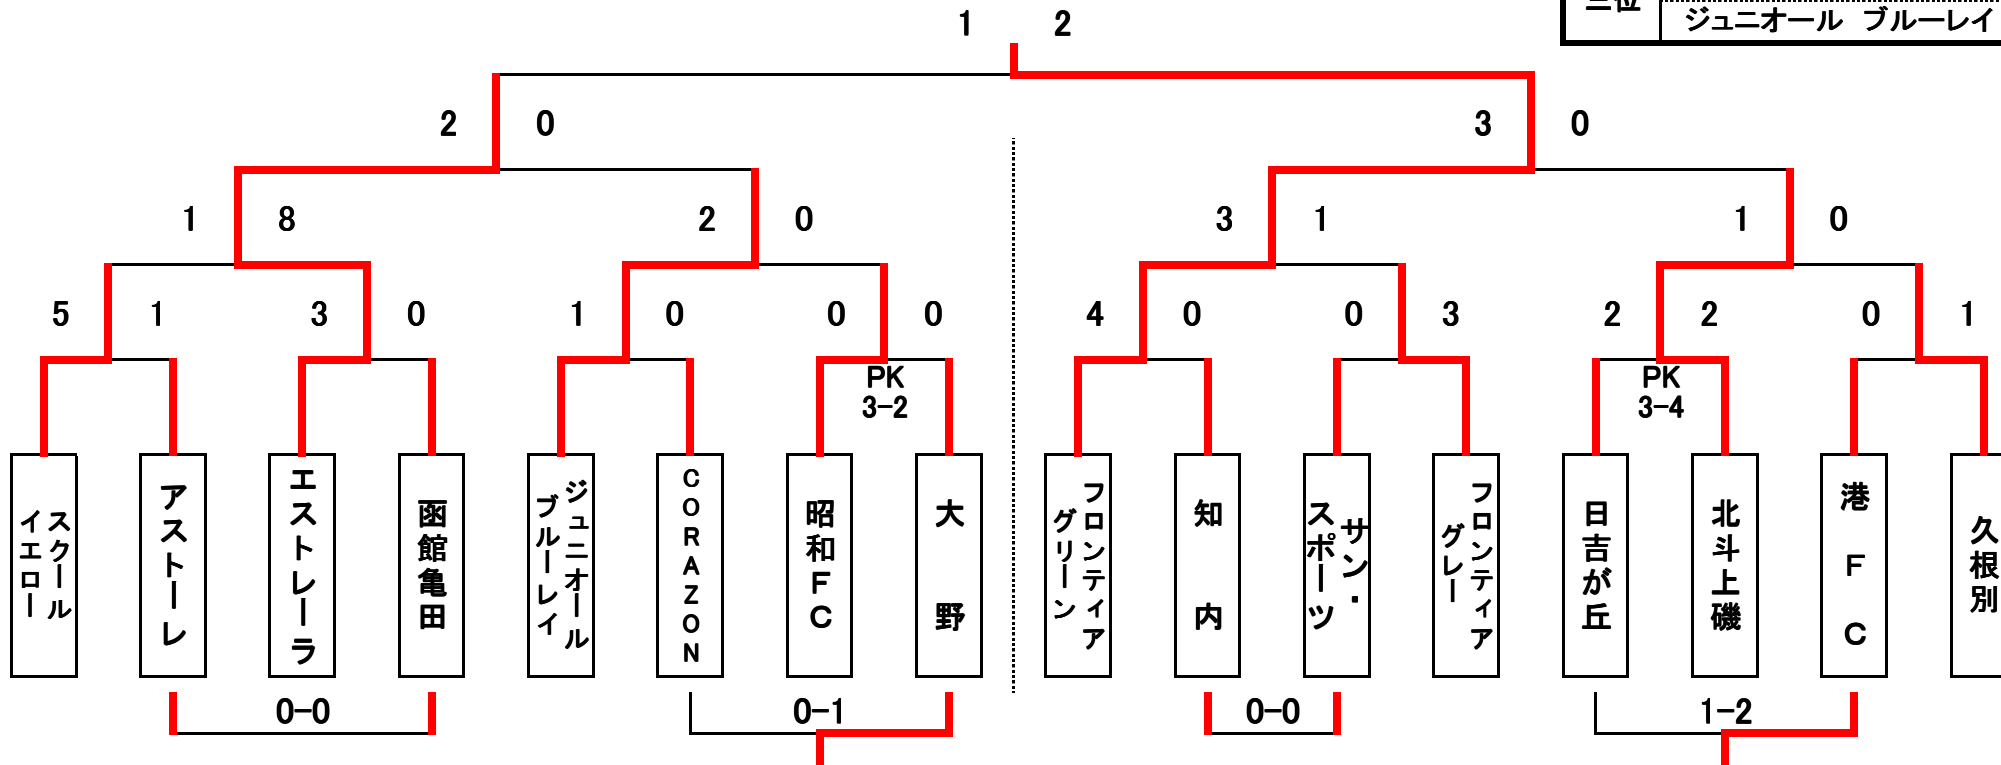 三位
ジュニオール ブルーレイ
1 2
2 0 3 0
1 8 2 0 3 1 1 0
5 1 3 0 1 0 0 0 4 0 0 3 2 2 0 1
PK
3-2
PK
3-4
スクール
イエロー
アストーレ
エストレーラ
函館亀田
ジュニオール
ブルーレイ
CORAZON
昭和FC
大野
フロンティア
グリーン
知内
サン・
スポーツ
フロンティア
グレー
日吉が丘
北斗上磯
港FC
久根別
0-0 0-1 0-0 1-2